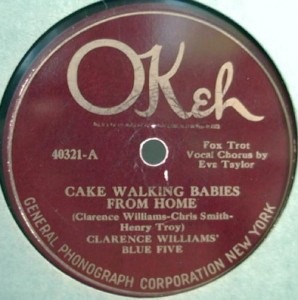 OKeh
40321-A
Fox Trot
Vocal Chorus by
Eva Taylor
CAKE WALKING BABIES
FROM HOME
(Clarence Williams-Chris Smith-
Henry Troy)
CLARENCE WILLIAMS'
BLUE FIVE
GENERAL PHONOGRAPH CORPORATION NEW YORK